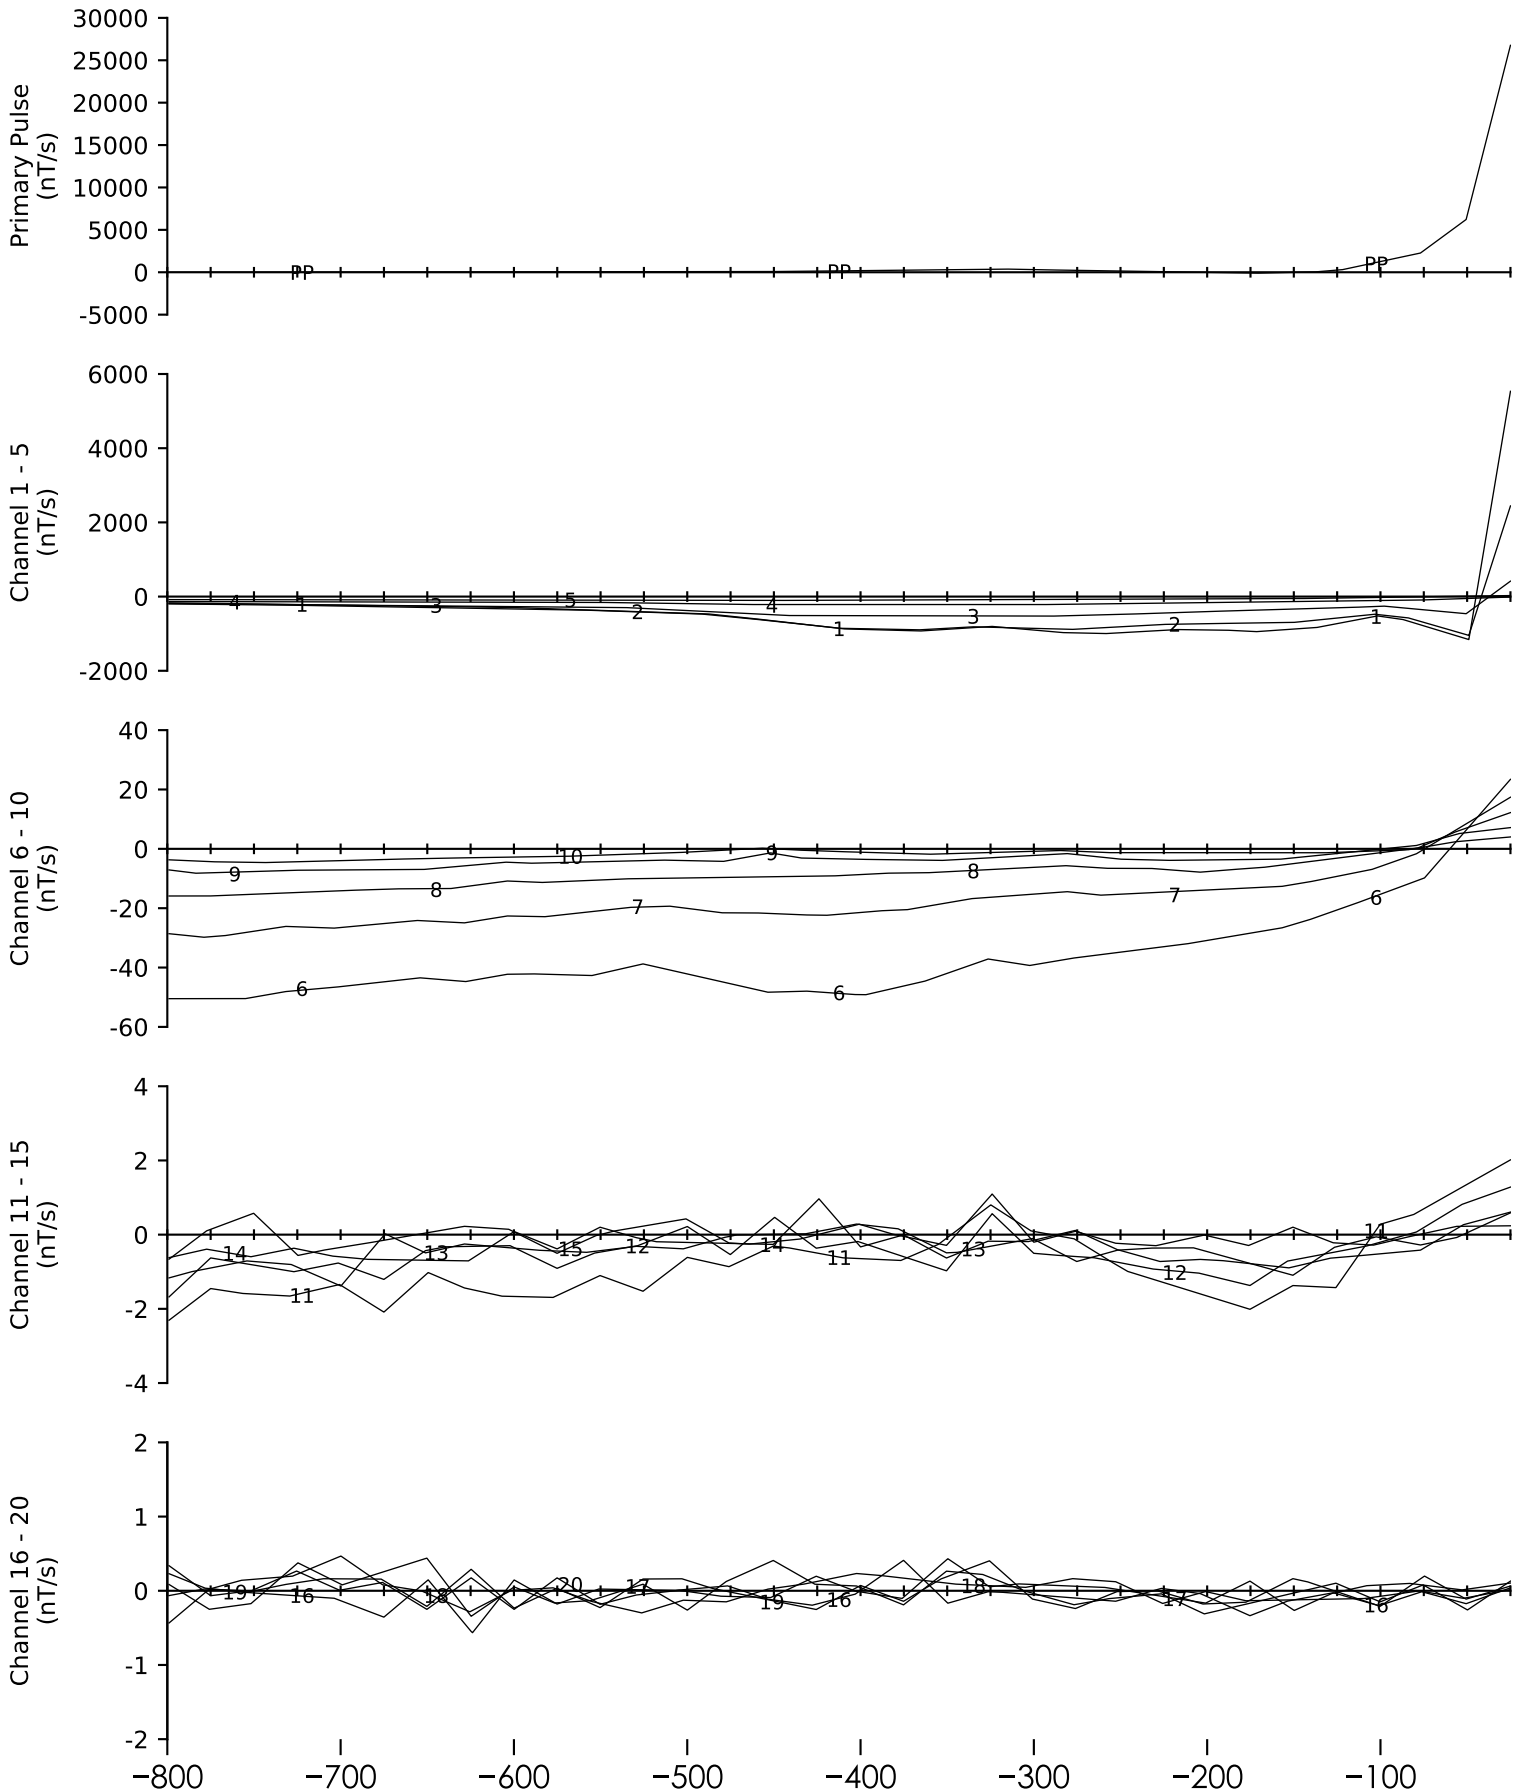 30000
25000
20000
15000
10000
5000
0
-5000
Primary Pulse
(nT/s)
PP PP PP
6000
4000
2000
0
-2000
Channel 1 - 5
(nT/s)
4 1 3 5 2 4 1 3 2 1
40
20
0
-20
-40
-60
Channel 6 - 10
(nT/s)
9 6 8 10 7 9 6 8 7 6
4
2
0
-2
-4
Channel 11 - 15
(nT/s)
14 11 13 15 12 14 11 13 12 11
2
1
0
-1
-2
Channel 16 - 20
(nT/s)
19 16 18 20 17 19 16 18 17 16
−800 −700 −600 −500 −400 −300 −200 −100